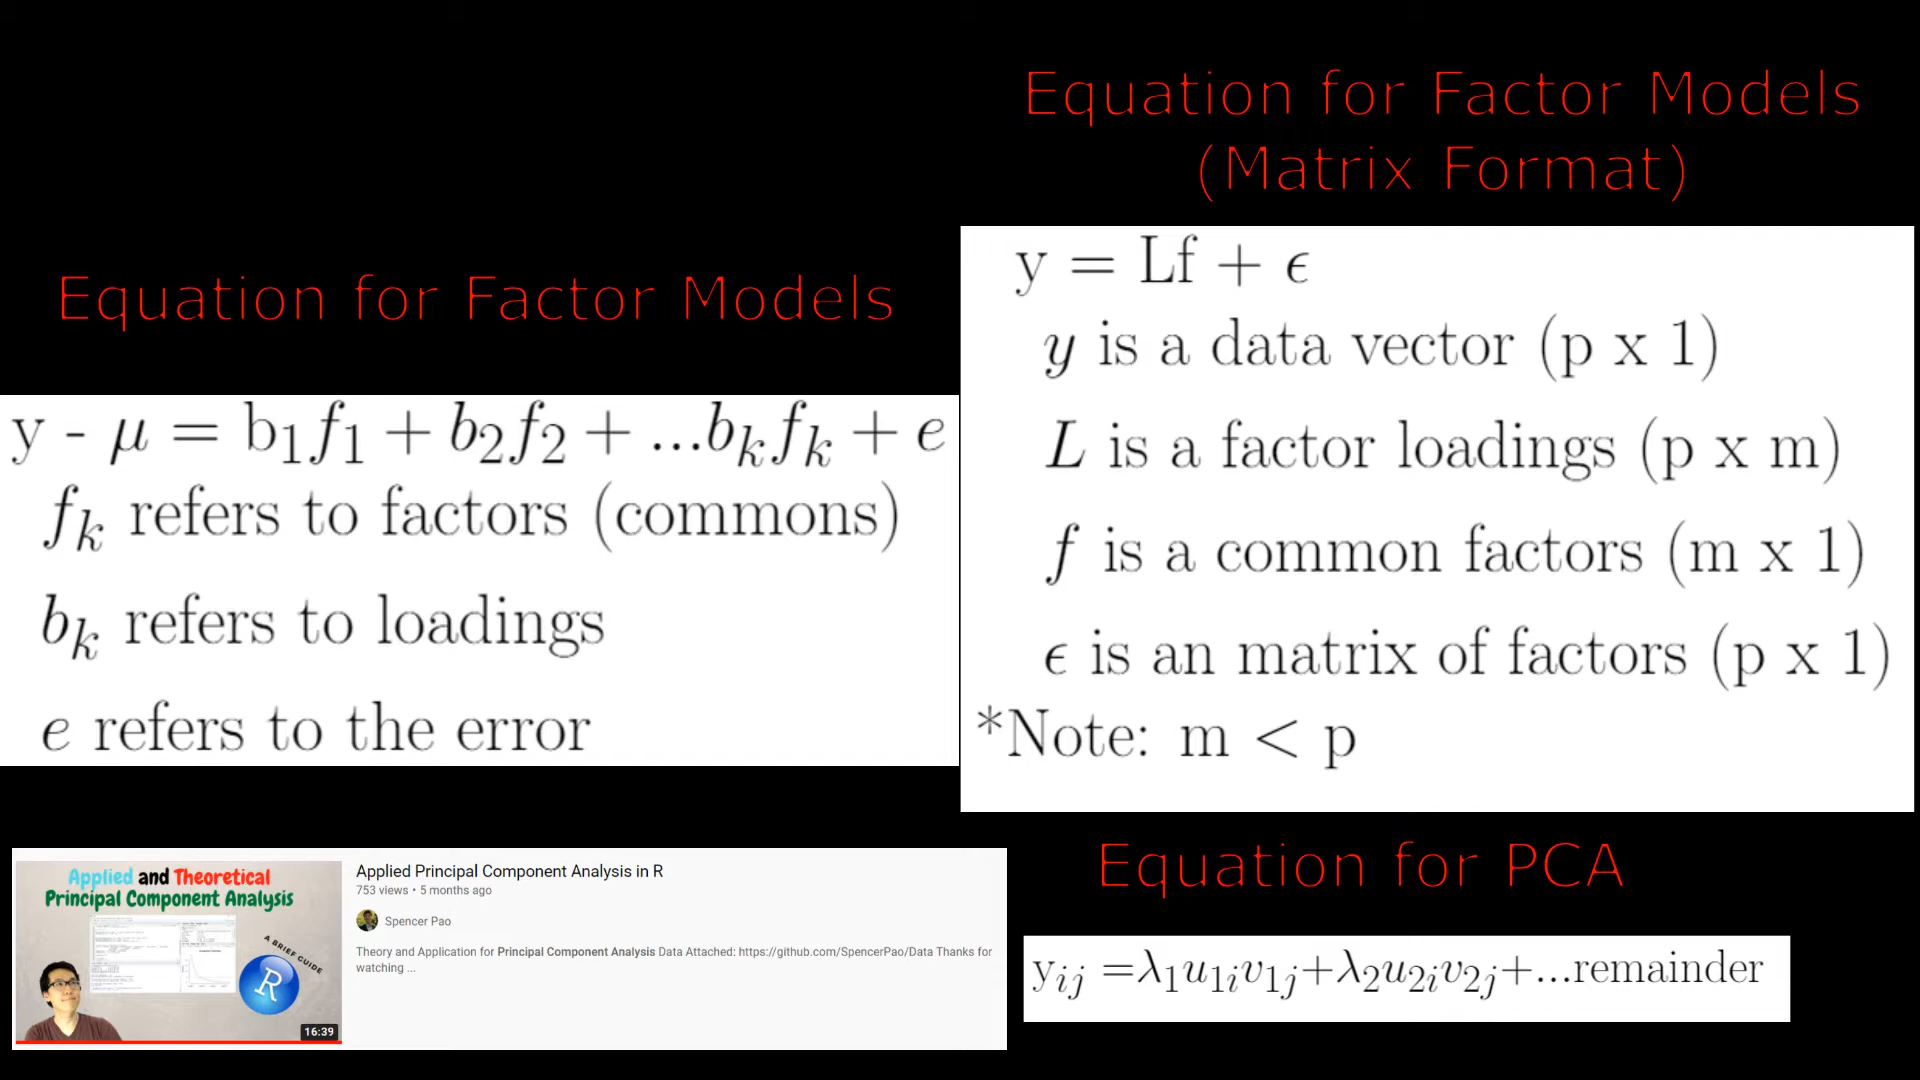 Equation for Factor Models
y - μ = b₁f₁ + b₂f₂ + ...bₖfₖ + e
fₖ refers to factors (commons)
bₖ refers to loadings
e refers to the error
Equation for Factor Models
(Matrix Format)
y = Lf + ϵ
y is a data vector (p x 1)
L is a factor loadings (p x m)
f is a common factors (m x 1)
ϵ is an matrix of factors (p x 1)
*Note: m < p
Applied and Theoretical
Principal Component Analysis
A BRIEF GUIDE
R
16:39
Applied Principal Component Analysis in R
753 views • 5 months ago
Spencer Pao
Theory and Application for Principal Component Analysis Data Attached: https://github.com/SpencerPao/Data Thanks for
watching ...
Equation for PCA
yᵢⱼ =λ₁u₁ᵢv₁ⱼ+λ₂u₂ᵢv₂ⱼ+...remainder